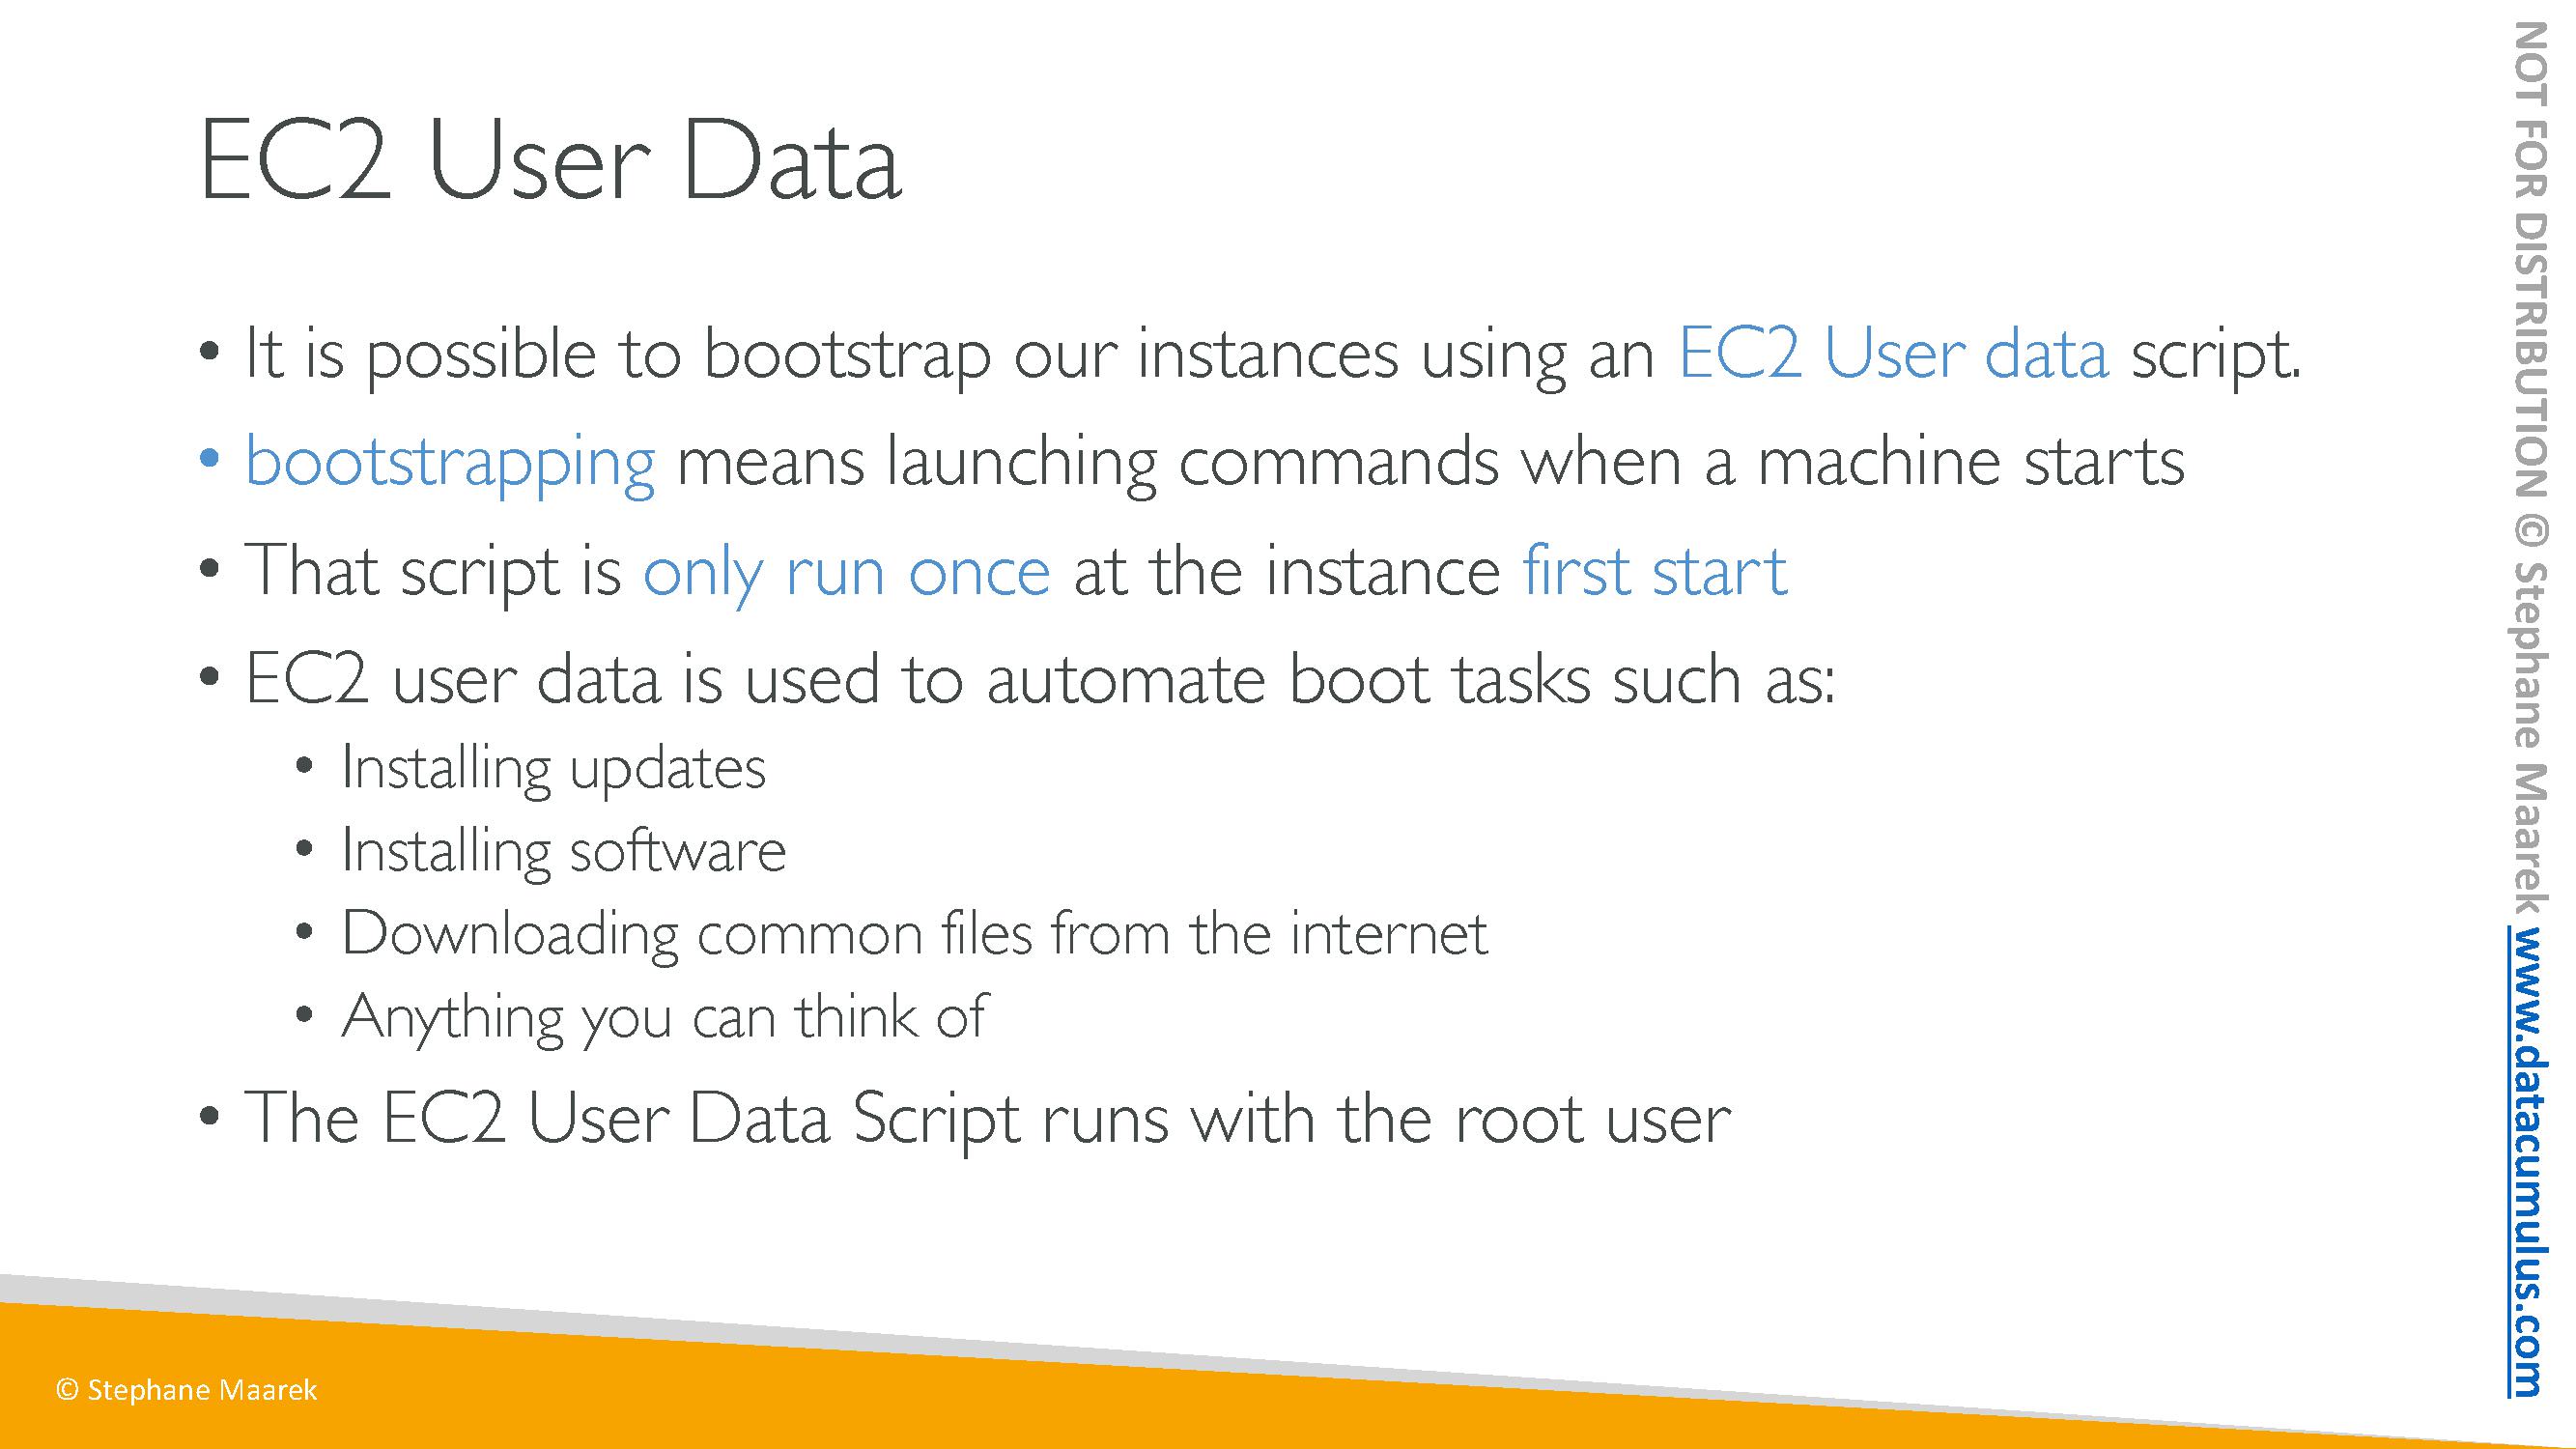 EC2 User Data
• It is possible to bootstrap our instances using an EC2 User data script.
• bootstrapping means launching commands when a machine starts
• That script is only run once at the instance first start
• EC2 user data is used to automate boot tasks such as:
• Installing updates
• Installing software
• Downloading common files from the internet
• Anything you can think of
• The EC2 User Data Script runs with the root user
© Stephane Maarek
NOT FOR DISTRIBUTION © Stephane Maarek www.datacumulus.com